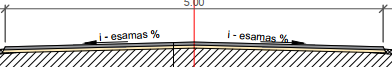 5.00
i - esamas %
i - esamas %